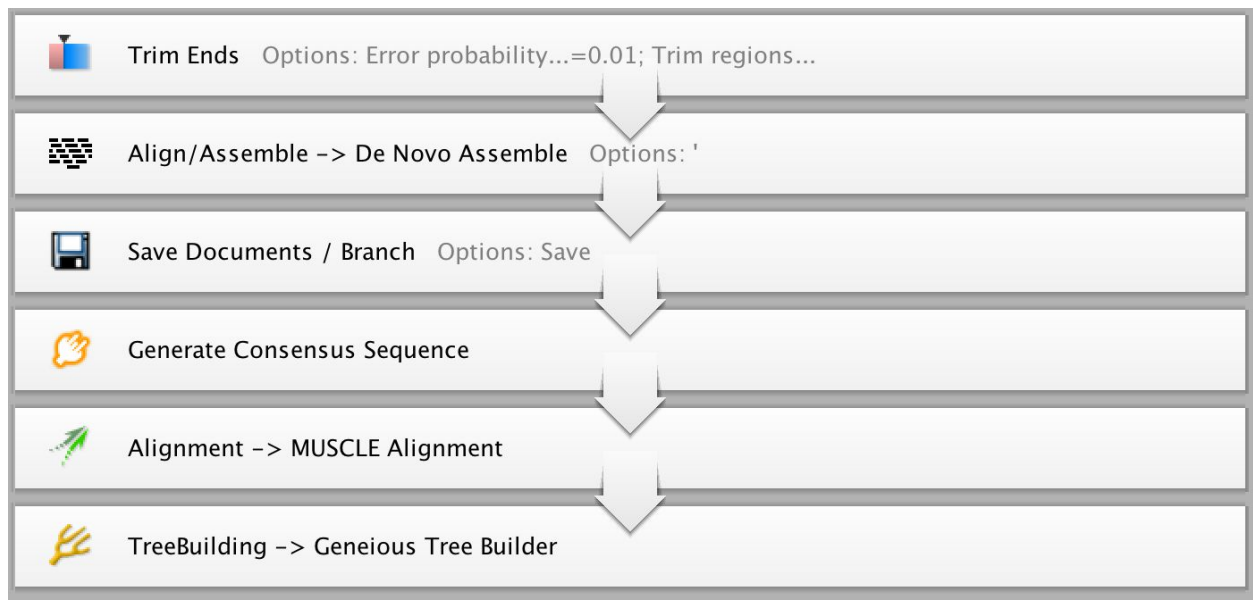 Trim Ends Options: Error probability...=0.01; Trim regions...
Align/Assemble -> De Novo Assemble Options: '
Save Documents / Branch Options: Save
Generate Consensus Sequence
Alignment -> MUSCLE Alignment
TreeBuilding -> Geneious Tree Builder